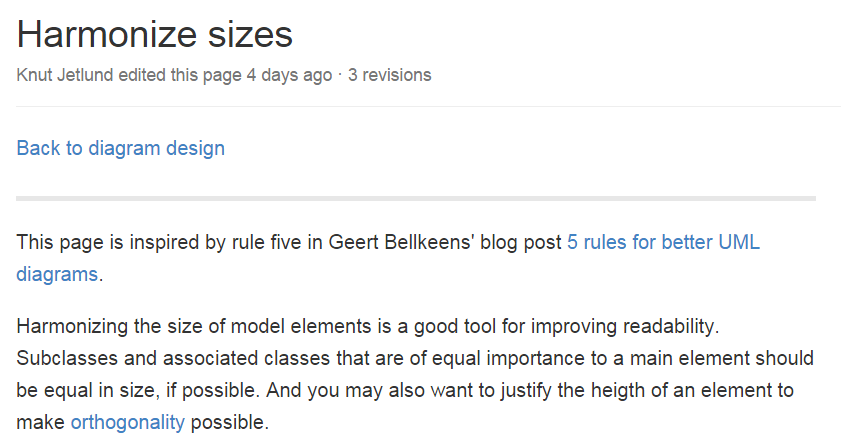 Harmonize sizes
Knut Jetlund edited this page 4 days ago · 3 revisions
Back to diagram design
This page is inspired by rule five in Geert Bellkeens' blog post 5 rules for better UML
diagrams.
Harmonizing the size of model elements is a good tool for improving readability.
Subclasses and associated classes that are of equal importance to a main element should
be equal in size, if possible. And you may also want to justify the heigth of an element to
make orthogonality possible.